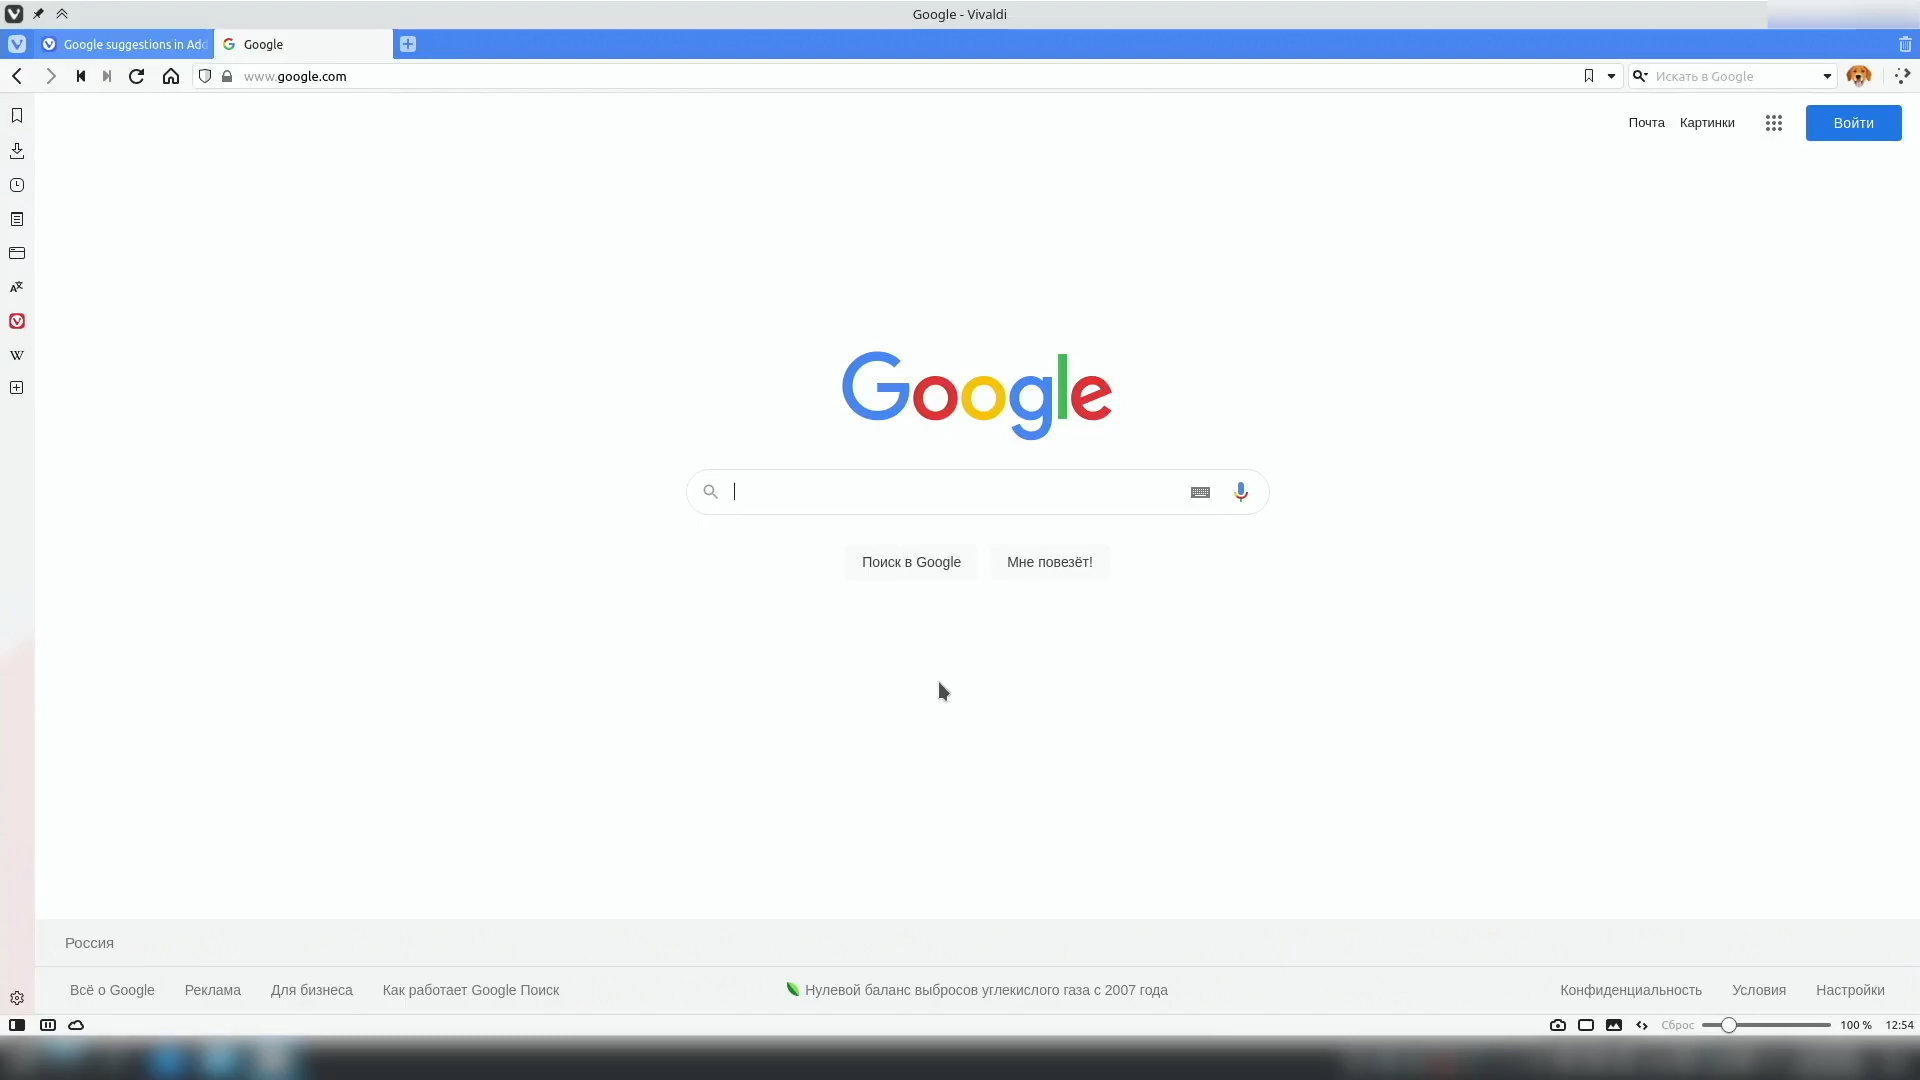 Google - Vivaldi
Google suggestions in Add
Google
www.google.com
Искать в Google
Почта
Картинки
Войти
Google
Поиск в Google
Мне повезёт!
Россия
Всё о Google
Реклама
Для бизнеса
Как работает Google Поиск
Нулевой баланс выбросов углекислого газа с 2007 года
Конфиденциальность
Условия
Настройки
Сброс
100 %
12:54